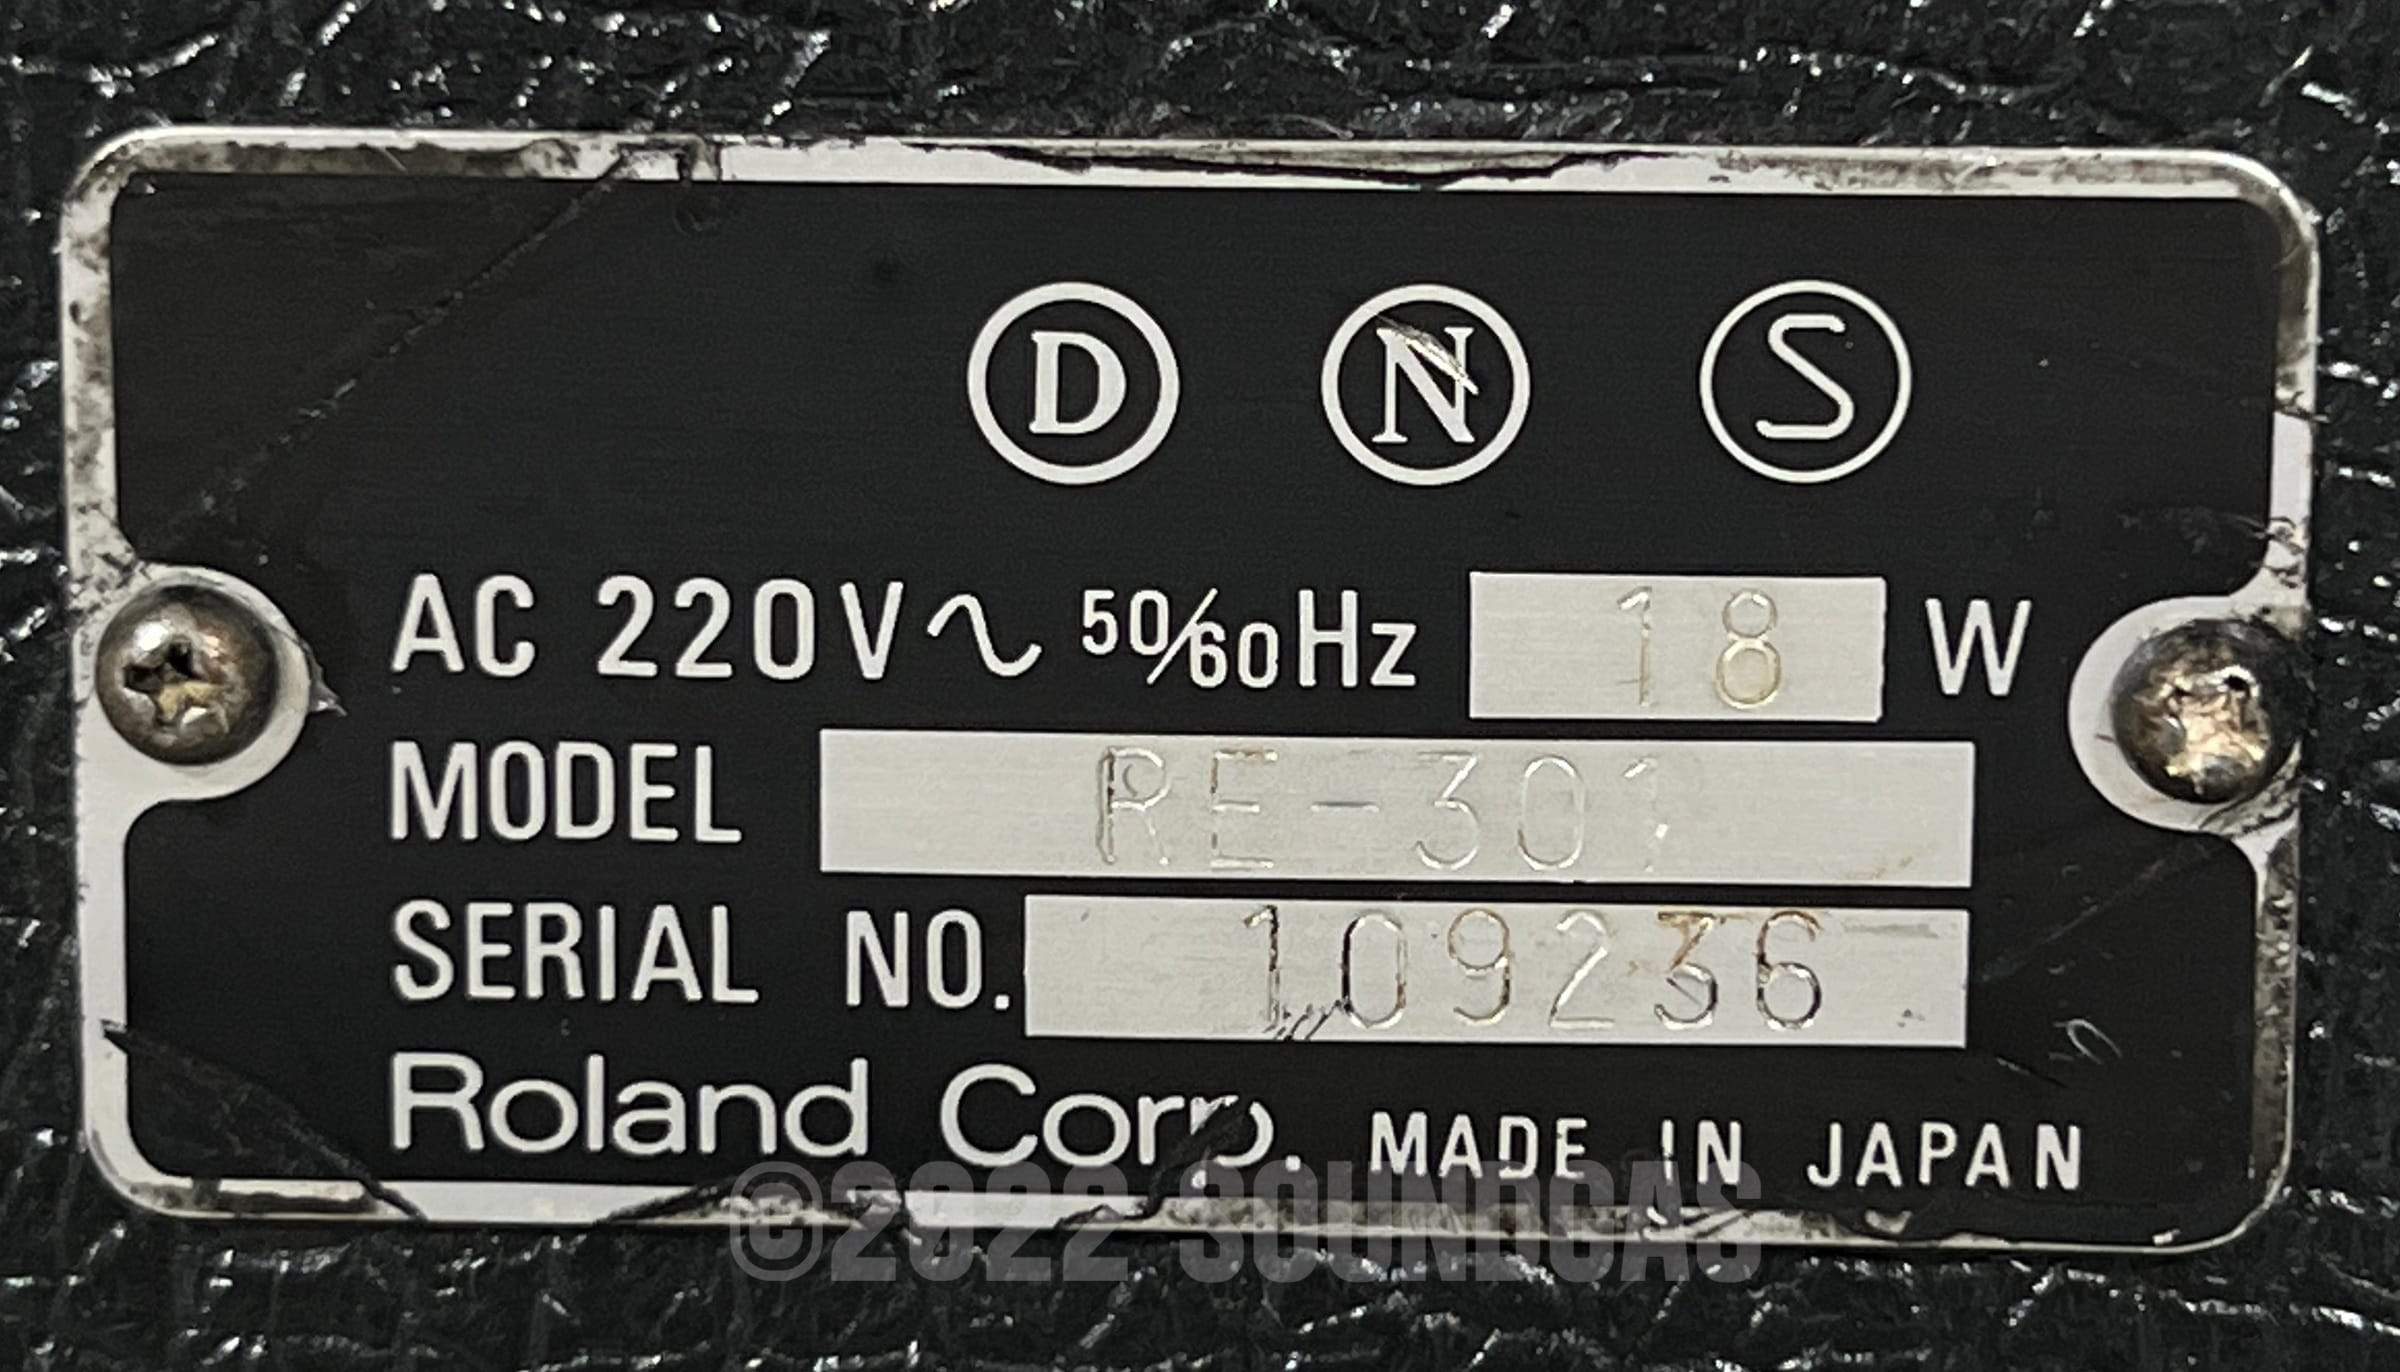 D N S
AC 220V~ 50/60Hz 18 W
MODEL RE-301
SERIAL NO. 109236
Roland Corp. MADE IN JAPAN
©2022 SOUNDGAS